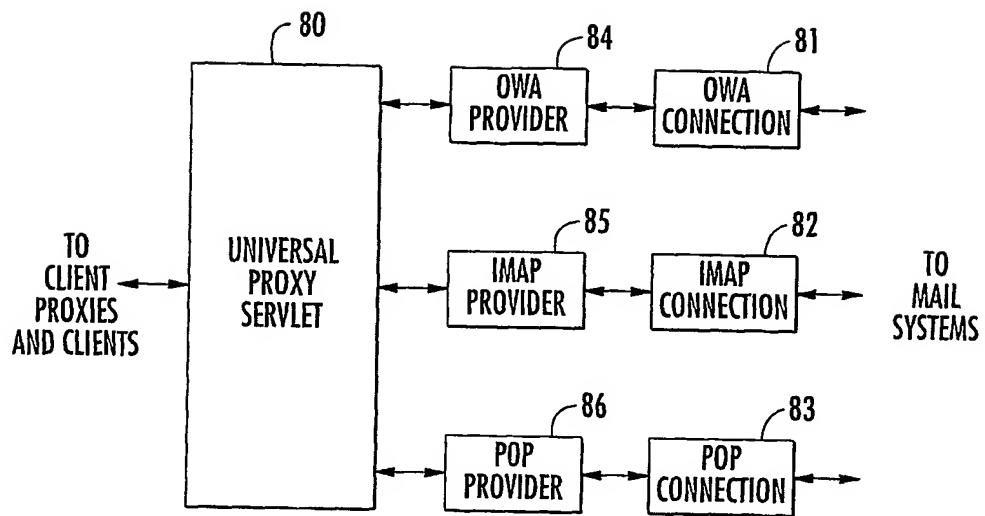 80
84
81
OWA
PROVIDER
OWA
CONNECTION
85
82
TO
CLIENT
PROXIES
AND CLIENTS
UNIVERSAL
PROXY
SERVLET
IMAP
PROVIDER
IMAP
CONNECTION
TO
MAIL
SYSTEMS
86
83
POP
PROVIDER
POP
CONNECTION